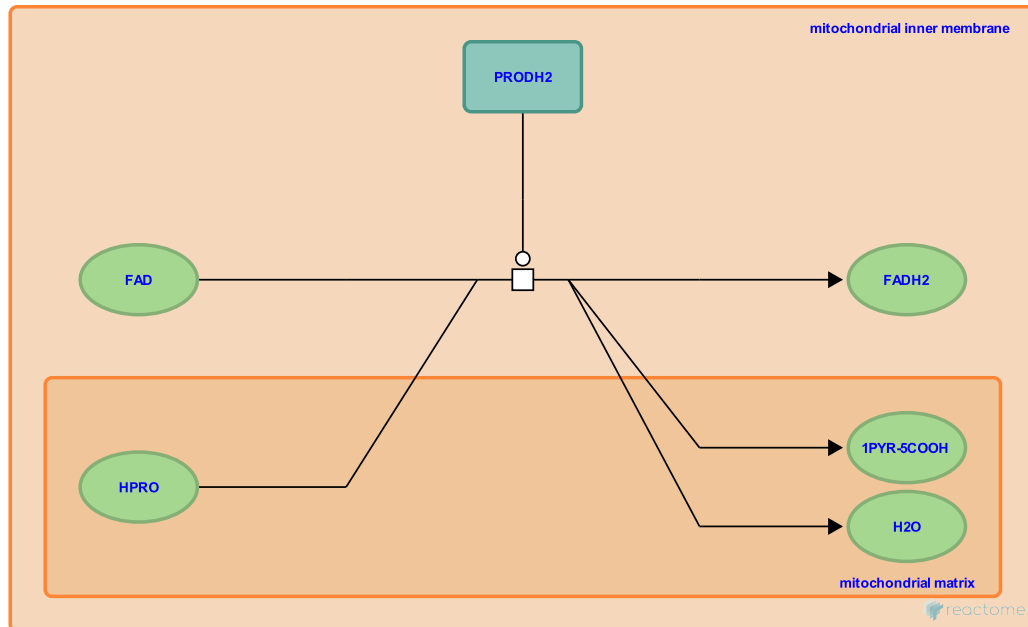 mitochondrial inner membrane
PRODH2
FAD
FADH2
1PYR-5COOH
HPRO
H2O
mitochondrial matrix
reactome